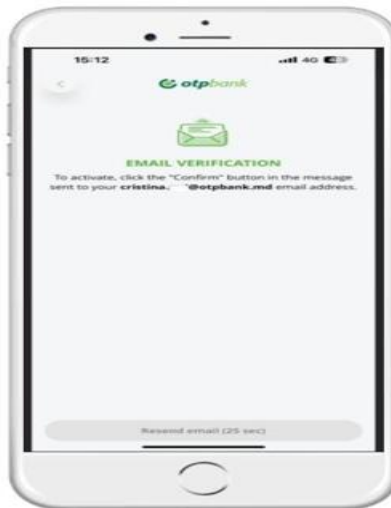 15:12
4G
otpbank
EMAIL VERIFICATION
To activate, click the "Confirm" button in the message
sent to your cristina. @otpbank.md email address.
Resend email (25 sec)